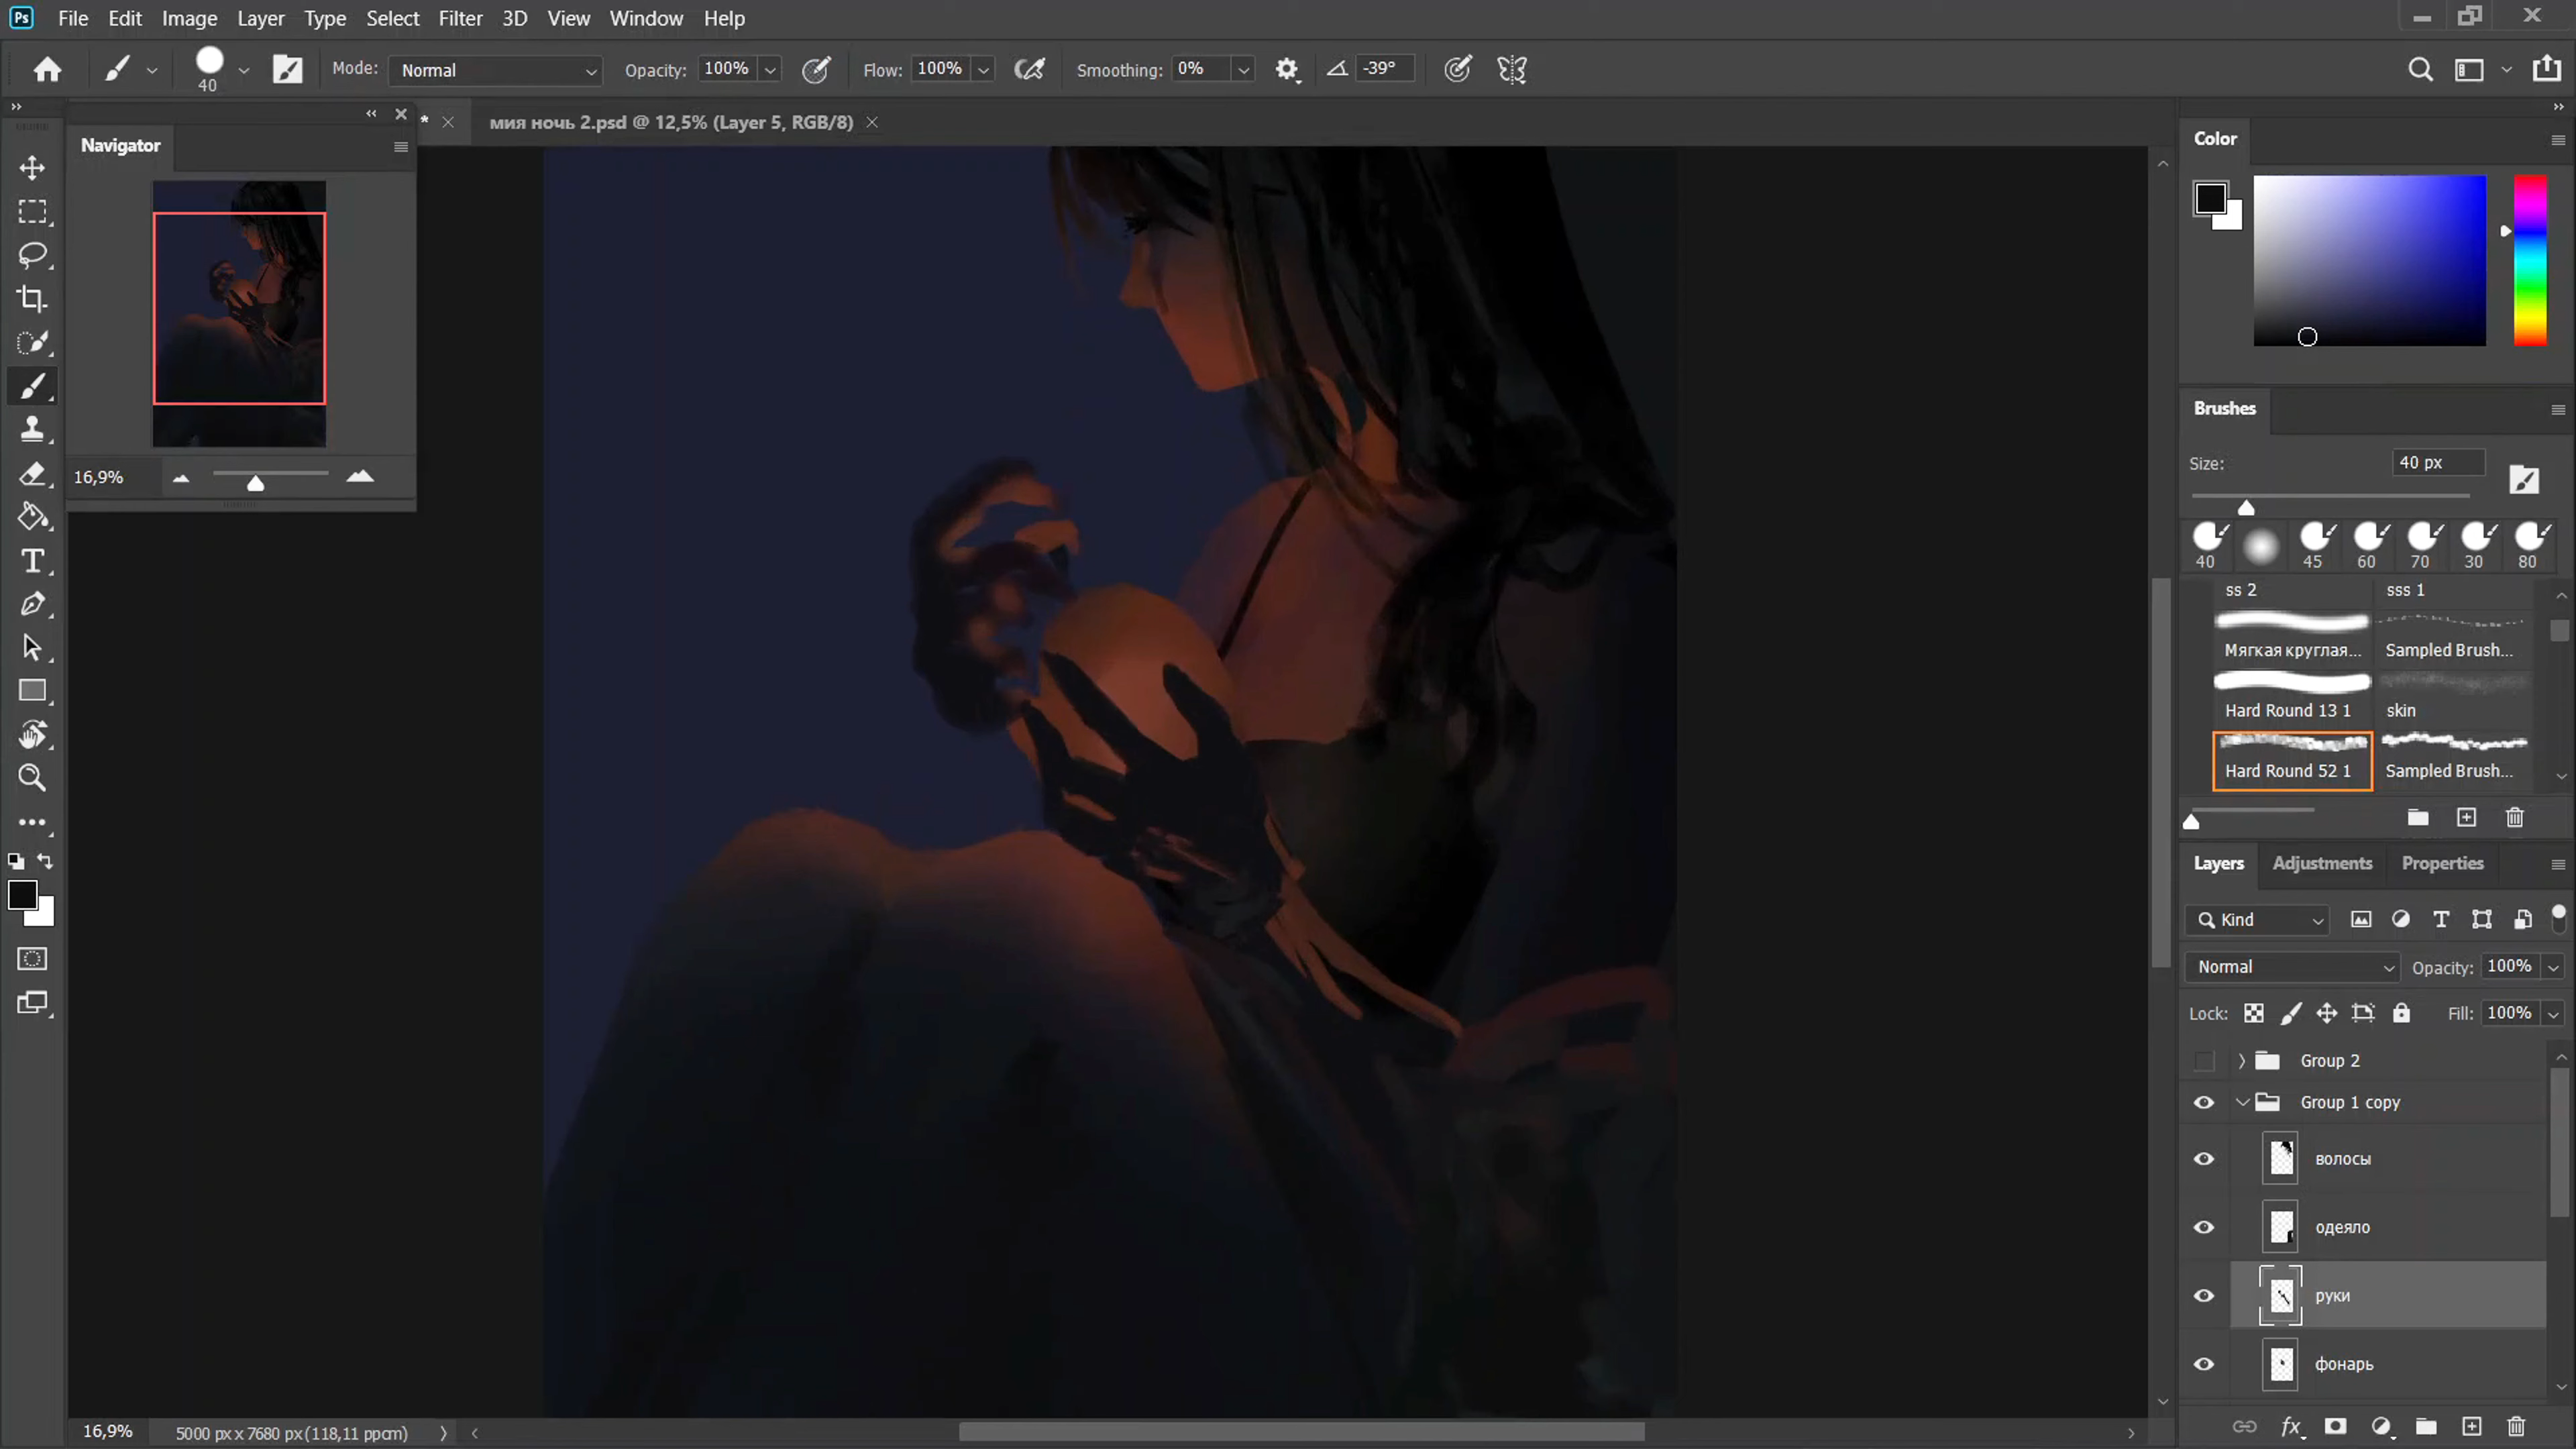 Ps File Edit Image Layer Type Select Filter 3D View Window Help
40 Mode: Normal Opacity: 100% Flow: 100% Smoothing: 0% -39°
* × мия ночь 2.psd @ 12,5% (Layer 5, RGB/8) ×
Navigator
16,9%
Color
Brushes
Size: 40 px
40 45 60 70 30 80
ss 2 sss 1
Мягкая круглая... Sampled Brush...
Hard Round 13 1 skin
Hard Round 52 1 Sampled Brush...
Layers Adjustments Properties
Kind
Normal Opacity: 100%
Lock: Fill: 100%
Group 2
Group 1 copy
волосы
одеяло
руки
фонарь
16,9% 5000 px x 7680 px (118,11 ppcm)